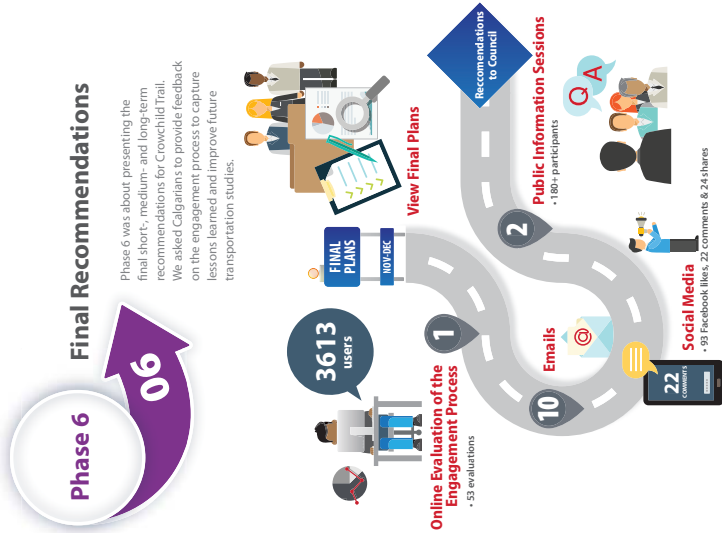 Phase 6
06
Final Recommendations
Phase 6 was about presenting the
final short-, medium- and long-term
recommendations for Crowchild Trail.
We asked Calgarians to provide feedback
on the engagement process to capture
lessons learned and improve future
transportation studies.
3613
users
FINAL
PLANS
NOV-DEC
View Final Plans
1
Online Evaluation of the
Engagement Process
• 53 evaluations
10
Emails
@
2
Reccomendations
to Council
Public Information Sessions
• 180+ participants
Q
A
22
COMMENTS
Social Media
• 93 Facebook likes, 22 comments & 24 shares